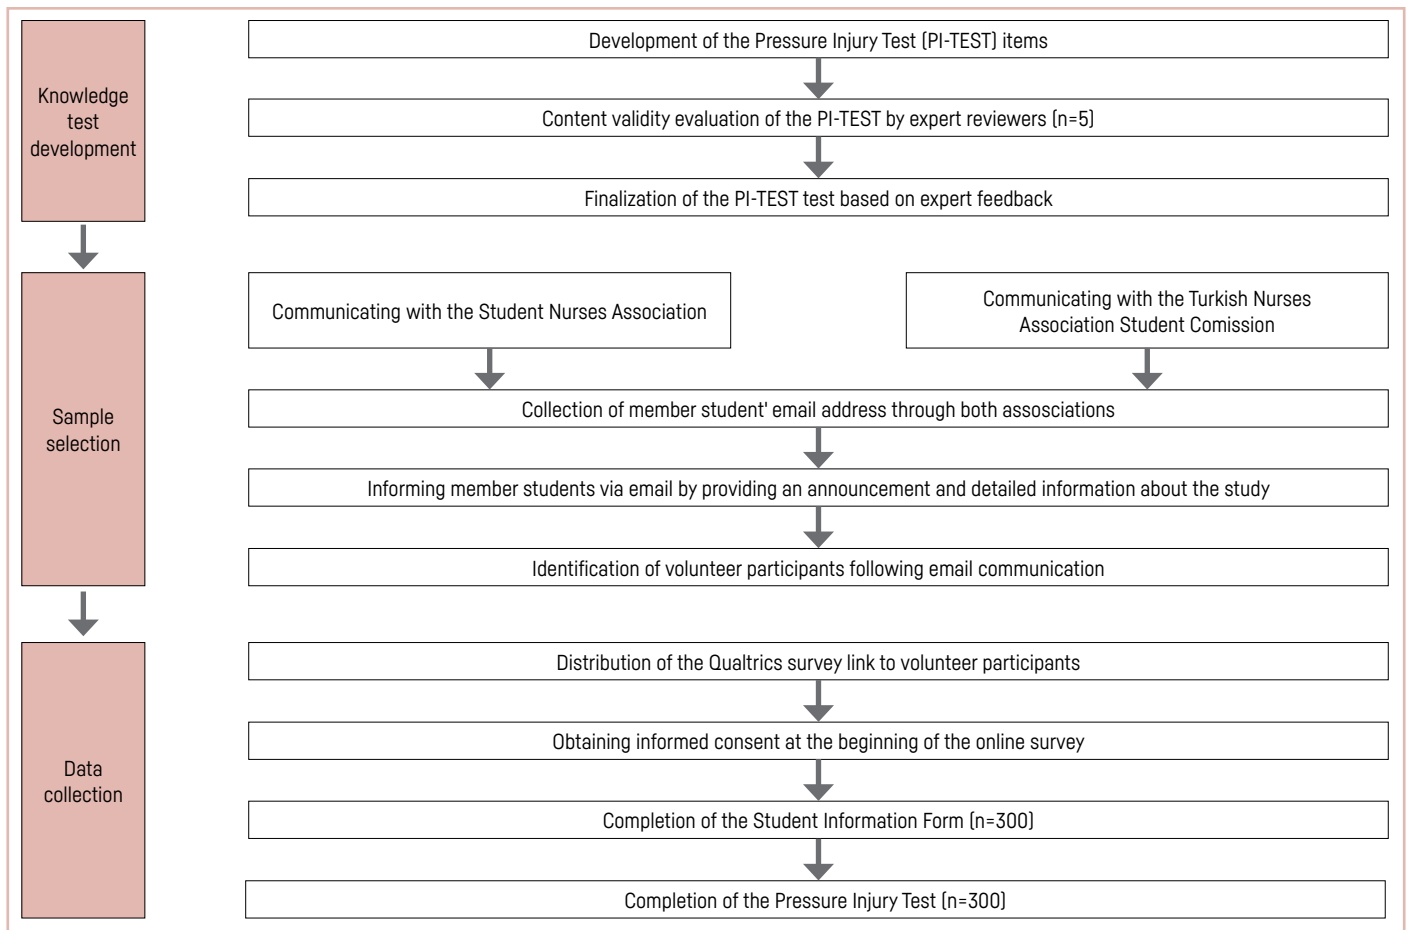 Knowledge
test
development
Development of the Pressure Injury Test (PI-TEST) items
Content validity evaluation of the PI-TEST by expert reviewers (n=5)
Finalization of the PI-TEST test based on expert feedback
Sample
selection
Communicating with the Student Nurses Association
Communicating with the Turkish Nurses
Association Student Comission
Collection of member student' email address through both assosciations
Informing member students via email by providing an announcement and detailed information about the study
Identification of volunteer participants following email communication
Data
collection
Distribution of the Qualtrics survey link to volunteer participants
Obtaining informed consent at the beginning of the online survey
Completion of the Student Information Form (n=300)
Completion of the Pressure Injury Test (n=300)